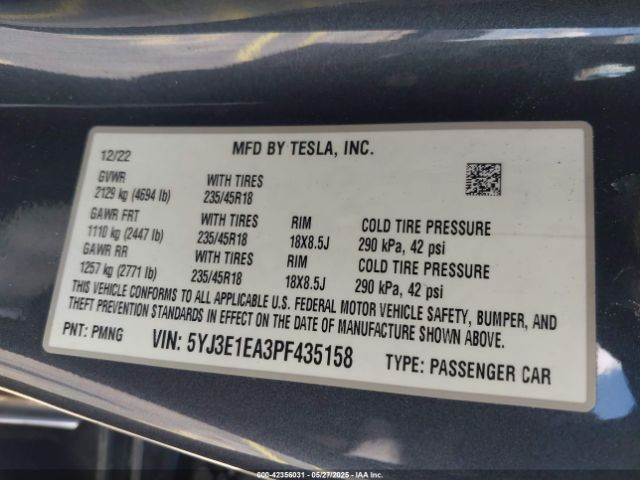 MFD BY TESLA, INC.
12/22
GVWR WITH TIRES
2129 kg (4694 lb) 235/45R18
GAWR FRT WITH TIRES RIM COLD TIRE PRESSURE
1110 kg (2447 lb) 235/45R18 18X8.5J 290 kPa, 42 psi
GAWR RR WITH TIRES RIM COLD TIRE PRESSURE
1257 kg (2771 lb) 235/45R18 18X8.5J 290 kPa, 42 psi
THIS VEHICLE CONFORMS TO ALL APPLICABLE U.S. FEDERAL MOTOR VEHICLE SAFETY, BUMPER, AND
THEFT PREVENTION STANDARDS IN EFFECT ON THE DATE OF MANUFACTURE SHOWN ABOVE.
PNT: PMNG VIN: 5YJ3E1EA3PF435158 TYPE: PASSENGER CAR
000-42356031 - 05/27/2025 - IAA Inc.